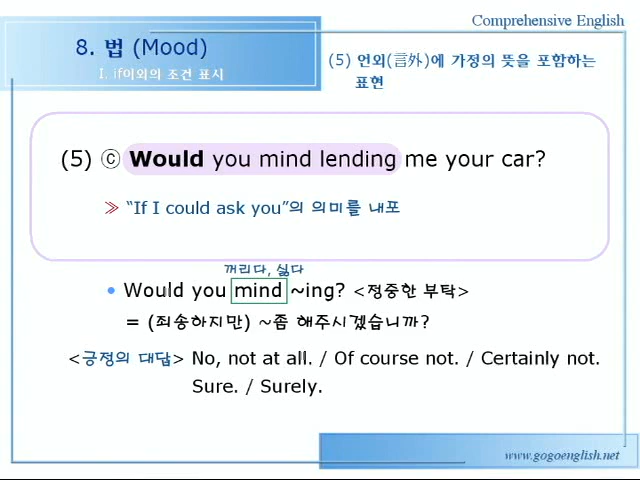 Comprehensive English
8. 법 (Mood)
I. if이외의 조건 표시
(5) 언외(言外)에 가정의 뜻을 포함하는
표현
(5) ⓒ Would you mind lending me your car?
≫ “If I could ask you”의 의미를 내포
꺼리다, 싫다
• Would you mind ~ing? <정중한 부탁>
= (죄송하지만) ~좀 해주시겠습니까?
<긍정의 대답> No, not at all. / Of course not. / Certainly not.
Sure. / Surely.
www.gogoenglish.net